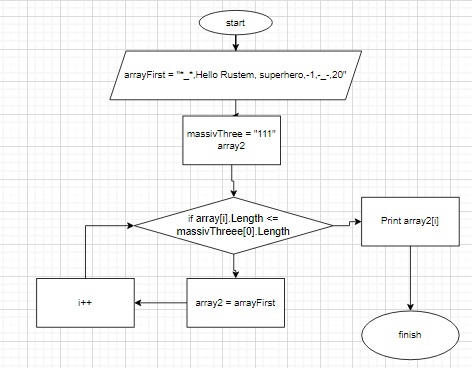 start
arrayFirst = "*_*,Hello Rustem, superhero,-1,-_-,20"
massivThree = "111"
array2
if array[i].Length <=
massivThreee[0].Length
Print array2[i]
i++
array2 = arrayFirst
finish